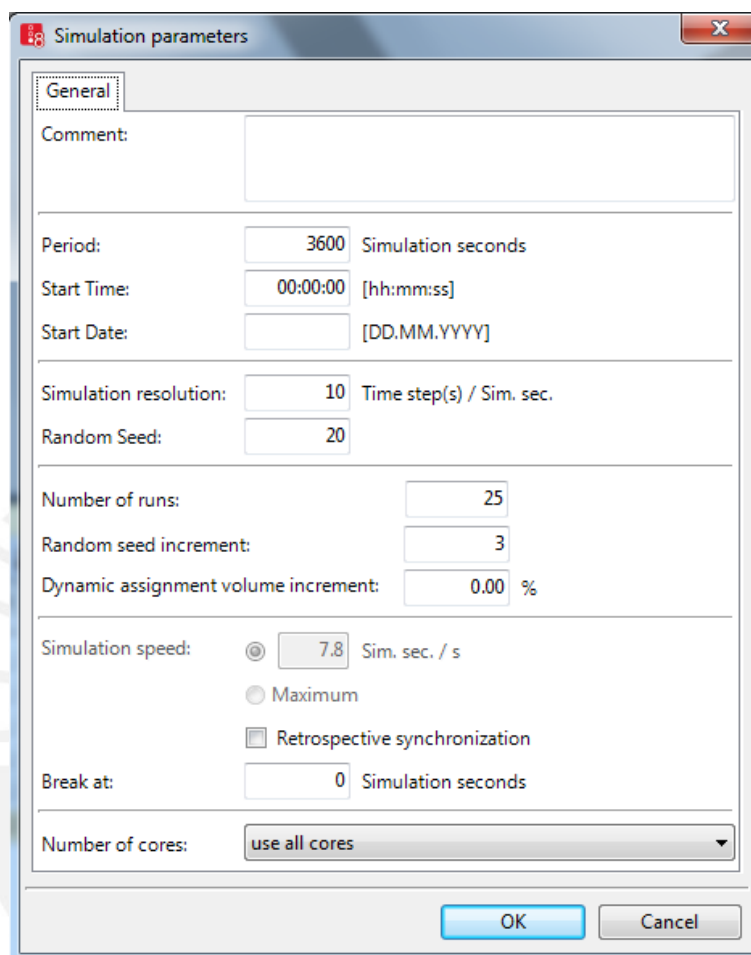 Simulation parameters
General
Comment:
Period: 3600 Simulation seconds
Start Time: 00:00:00 [hh:mm:ss]
Start Date: [DD.MM.YYYY]
Simulation resolution: 10 Time step(s) / Sim. sec.
Random Seed: 20
Number of runs: 25
Random seed increment: 3
Dynamic assignment volume increment: 0.00 %
Simulation speed: 7.8 Sim. sec. / s
Maximum
Retrospective synchronization
Break at: 0 Simulation seconds
Number of cores: use all cores
OK Cancel